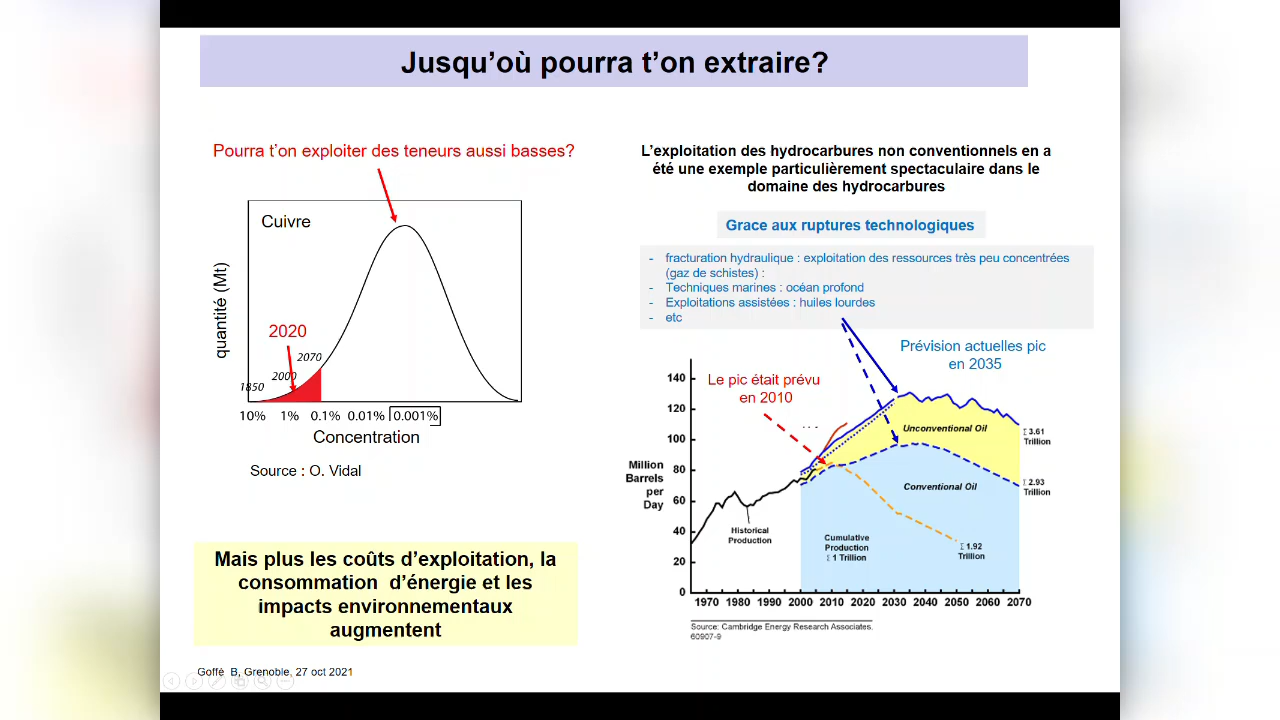 Jusqu'où pourra t'on extraire?
Pourra t'on exploiter des teneurs aussi basses?
Cuivre
quantité (Mt)
2020
2070
2000
1850
10% 1% 0.1% 0.01% 0.001%
Concentration
Source : O. Vidal
Mais plus les coûts d'exploitation, la
consommation d'énergie et les
impacts environnementaux
augmentent
Goffé B, Grenoble, 27 oct 2021
L'exploitation des hydrocarbures non conventionnels en a
été une exemple particulièrement spectaculaire dans le
domaine des hydrocarbures
Grace aux ruptures technologiques
- fracturation hydraulique : exploitation des ressources très peu concentrées
(gaz de schistes) :
- Techniques marines : océan profond
- Exploitations assistées : huiles lourdes
- etc
Prévision actuelles pic
en 2035
Le pic était prévu
en 2010
Million
Barrels
per
Day
140
120
100
80
60
40
20
0
Unconventional Oil
Conventional Oil
Historical
Production
Cumulative
Production
Σ 1 Trillion
Σ 3.61
Trillion
Σ 2.93
Trillion
Σ 1.92
Trillion
1970 1980 1990 2000 2010 2020 2030 2040 2050 2060 2070
Source: Cambridge Energy Research Associates.
60907-9